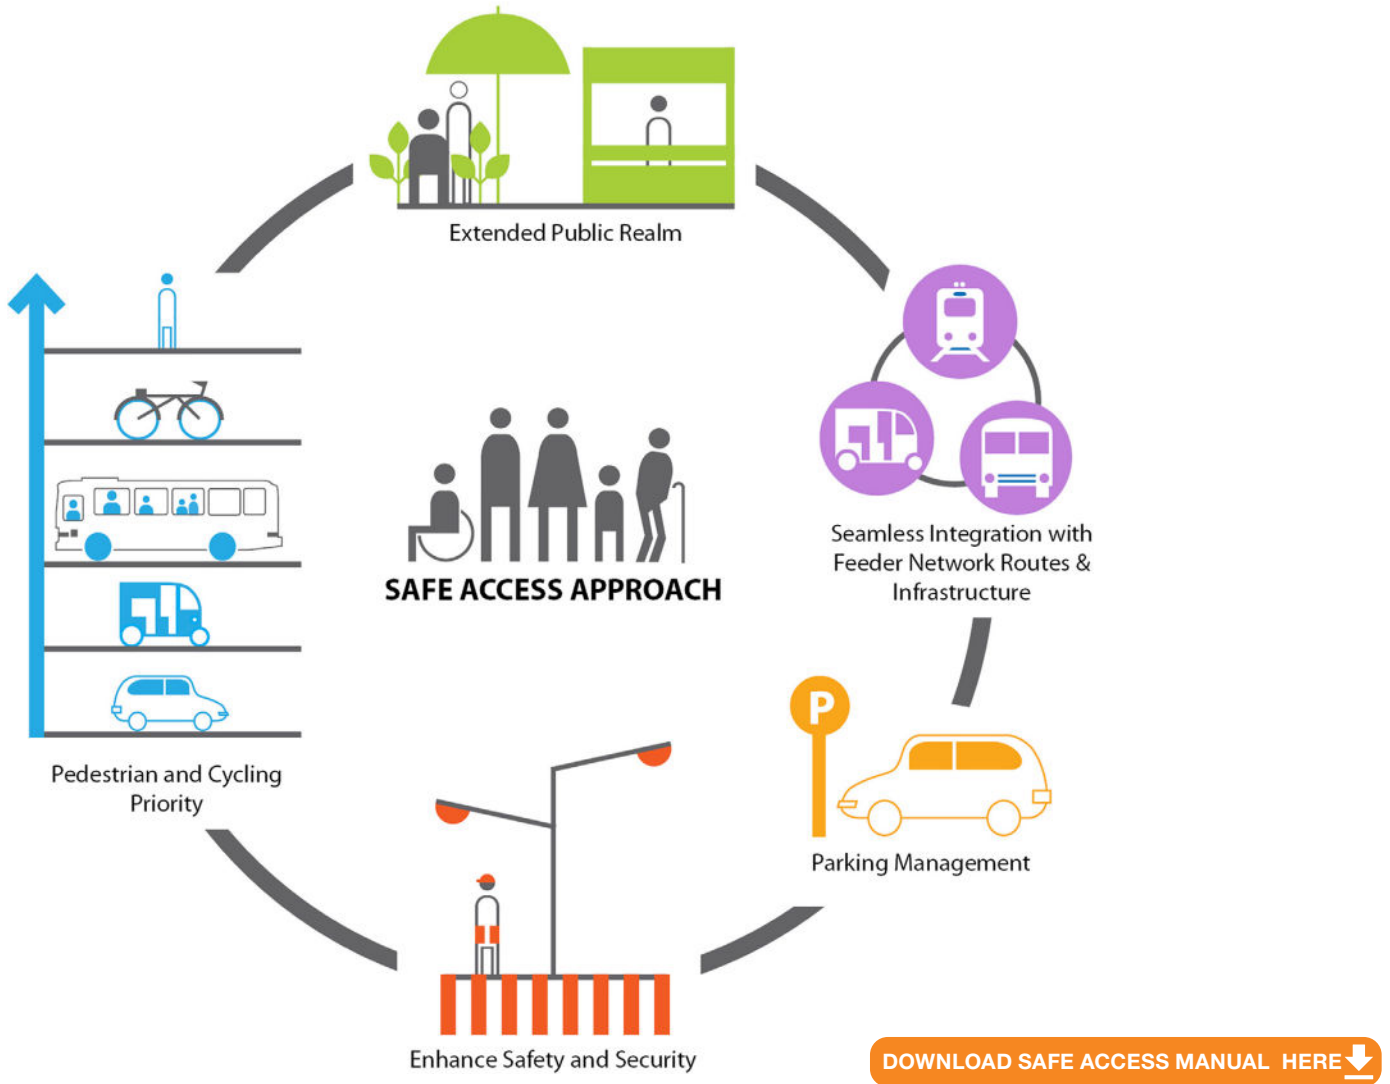 Extended Public Realm
Seamless Integration with
Feeder Network Routes &
Infrastructure
SAFE ACCESS APPROACH
P
Pedestrian and Cycling
Priority
Parking Management
Enhance Safety and Security
DOWNLOAD SAFE ACCESS MANUAL HERE